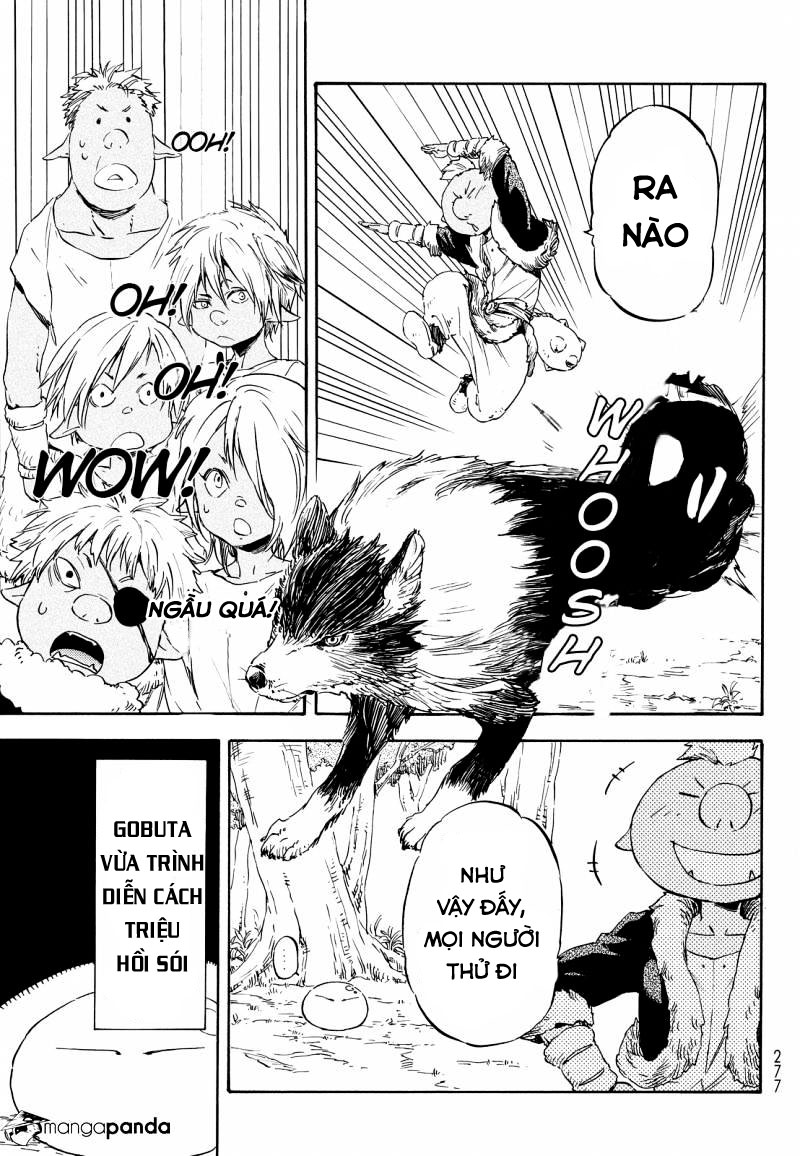 RA
NÀO
WHOOSH
OOH!
OH!
OH!
WOW!
NGẦU QUÁ!
NHƯ
VẬY ĐẤY,
MỌI NGƯỜI
THỬ ĐI
......
GOBUTA
VỪA TRÌNH
DIỄN CÁCH
TRIỆU
HỒI SÓI
277
mangapanda